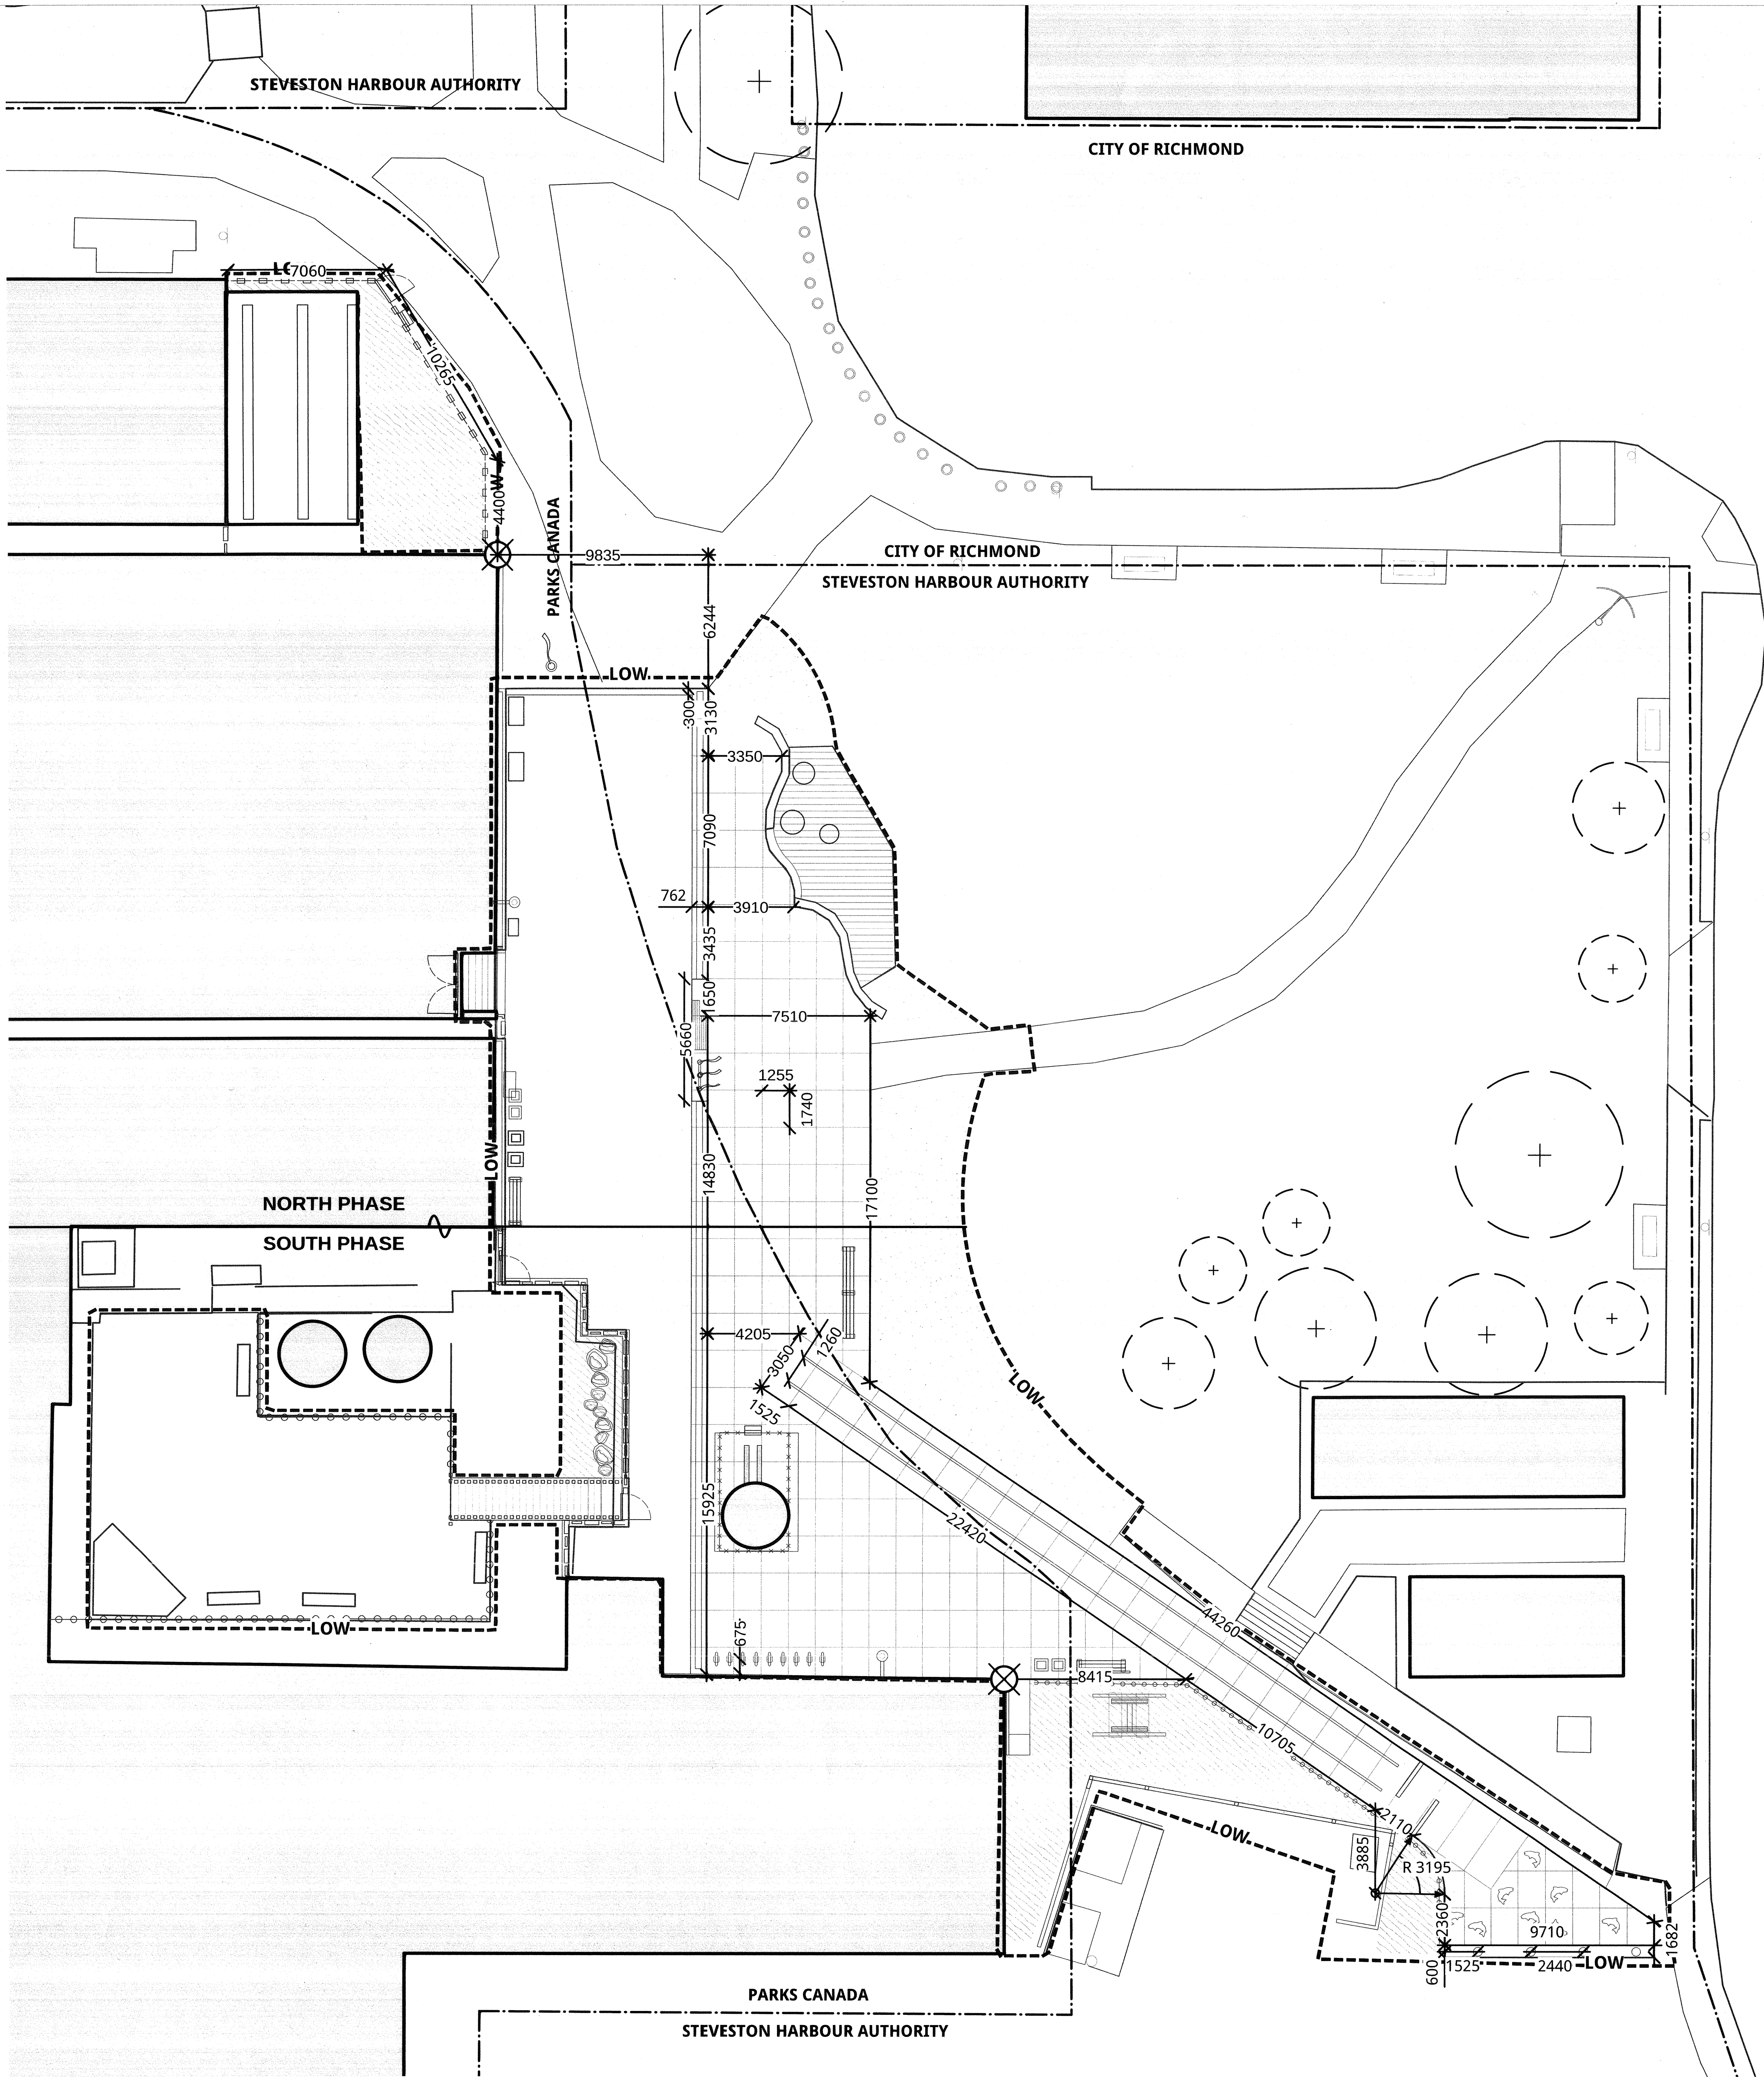 STEVESTON HARBOUR AUTHORITY
CITY OF RICHMOND
7060
10265
4400
PARKS CANADA
9835
CITY OF RICHMOND
STEVESTON HARBOUR AUTHORITY
6244
LOW
300
3130
3350
7090
762
3910
3435
1650
7510
5660
1255
1740
LOW
14830
17100
NORTH PHASE
SOUTH PHASE
4205
1260
3050
1525
LOW
15925
22420
44260
LOW
675
8415
10705
2110
LOW
3885
R 3195
2360
9710
1682
600
1525
2440
LOW
PARKS CANADA
STEVESTON HARBOUR AUTHORITY